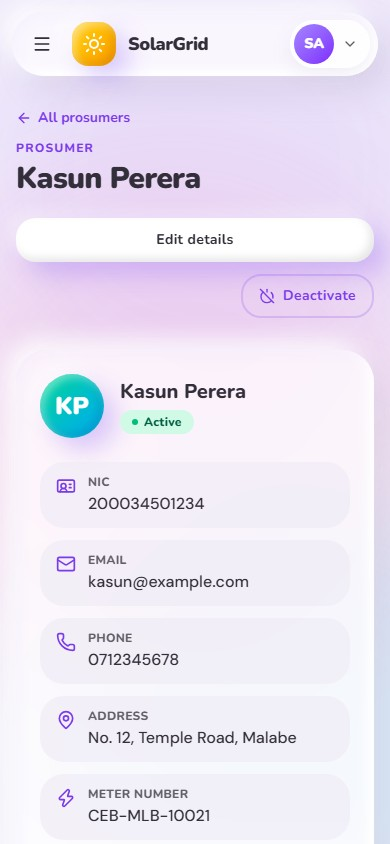 SolarGrid
SA
All prosumers
PROSUMER
Kasun Perera
Edit details
Deactivate
KP
Kasun Perera
Active
NIC
200034501234
EMAIL
kasun@example.com
PHONE
0712345678
ADDRESS
No. 12, Temple Road, Malabe
METER NUMBER
CEB-MLB-10021